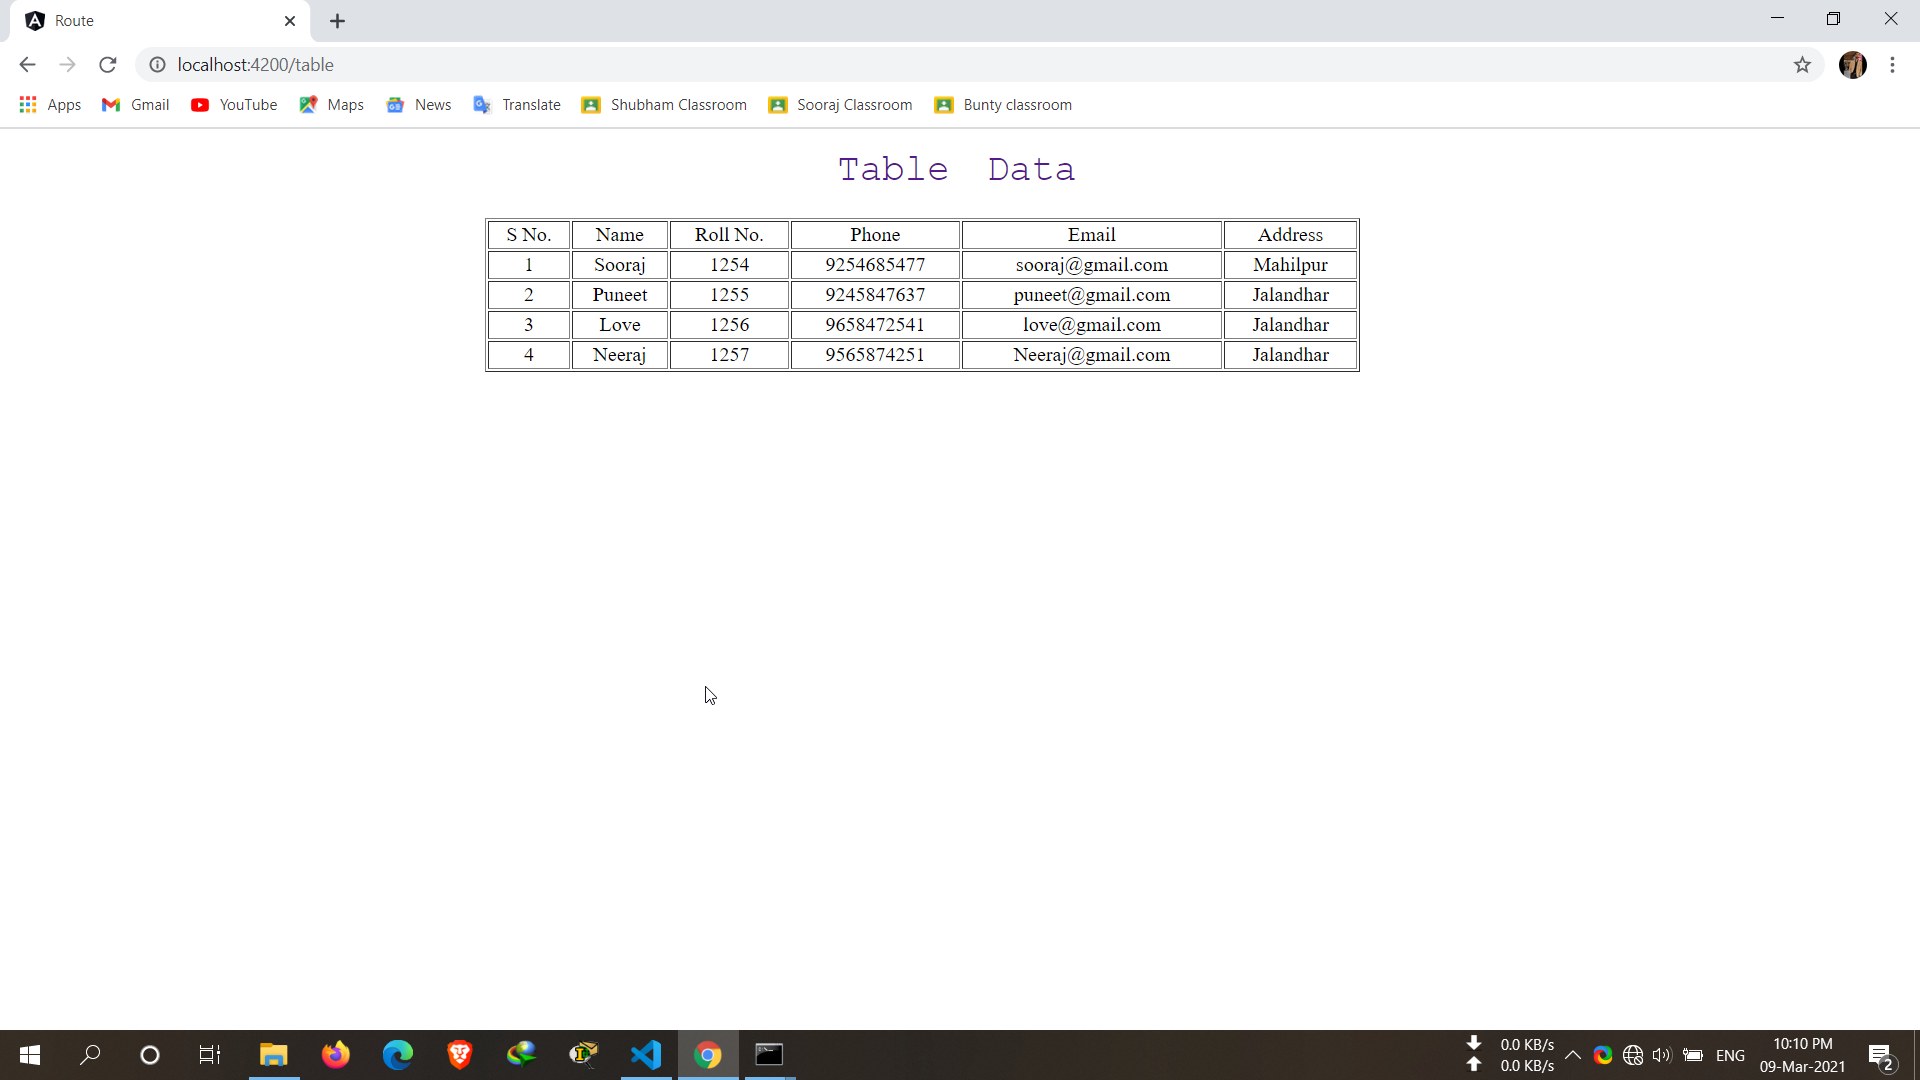 Route
localhost:4200/table
Apps Gmail YouTube Maps News Translate Shubham Classroom Sooraj Classroom Bunty classroom
Table Data
S No. Name Roll No. Phone Email Address
1 Sooraj 1254 9254685477 sooraj@gmail.com Mahilpur
2 Puneet 1255 9245847637 puneet@gmail.com Jalandhar
3 Love 1256 9658472541 love@gmail.com Jalandhar
4 Neeraj 1257 9565874251 Neeraj@gmail.com Jalandhar
0.0 KB/s
0.0 KB/s
ENG
10:10 PM
09-Mar-2021
2